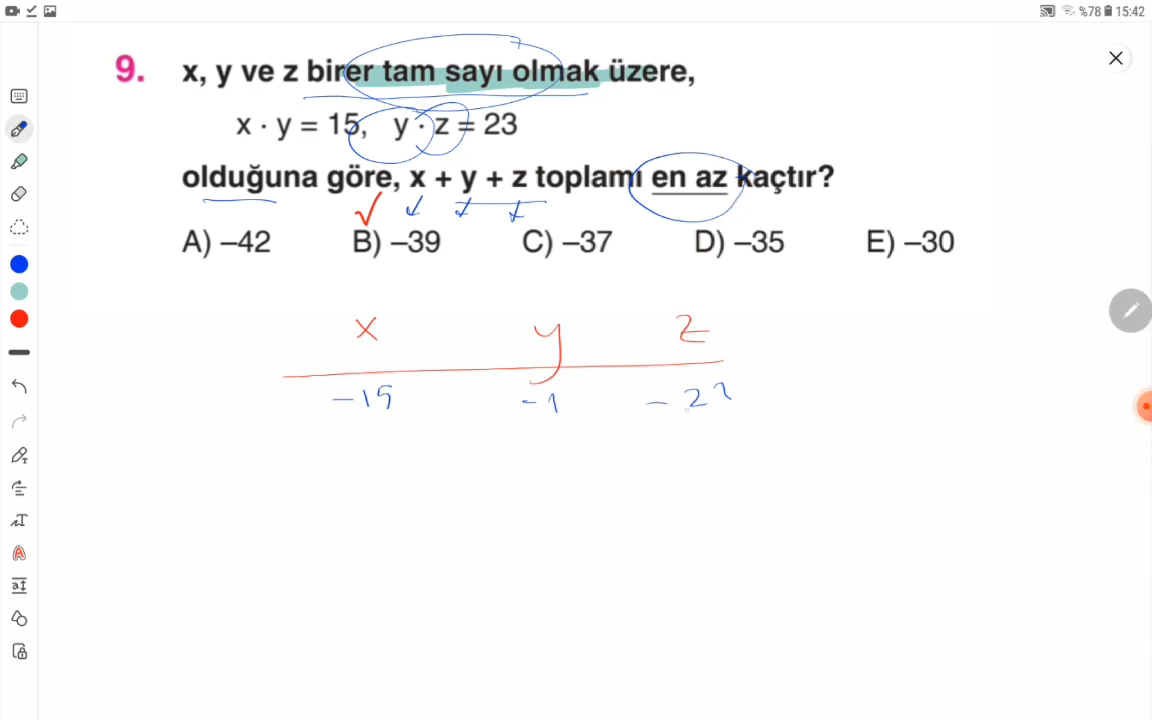 %78 15:42
9. x, y ve z birer tam sayı olmak üzere,
x · y = 15, y · z = 23
olduğuna göre, x + y + z toplamı en az kaçtır?
A) –42 B) –39 C) –37 D) –35 E) –30
x y z
-15 -1 -23